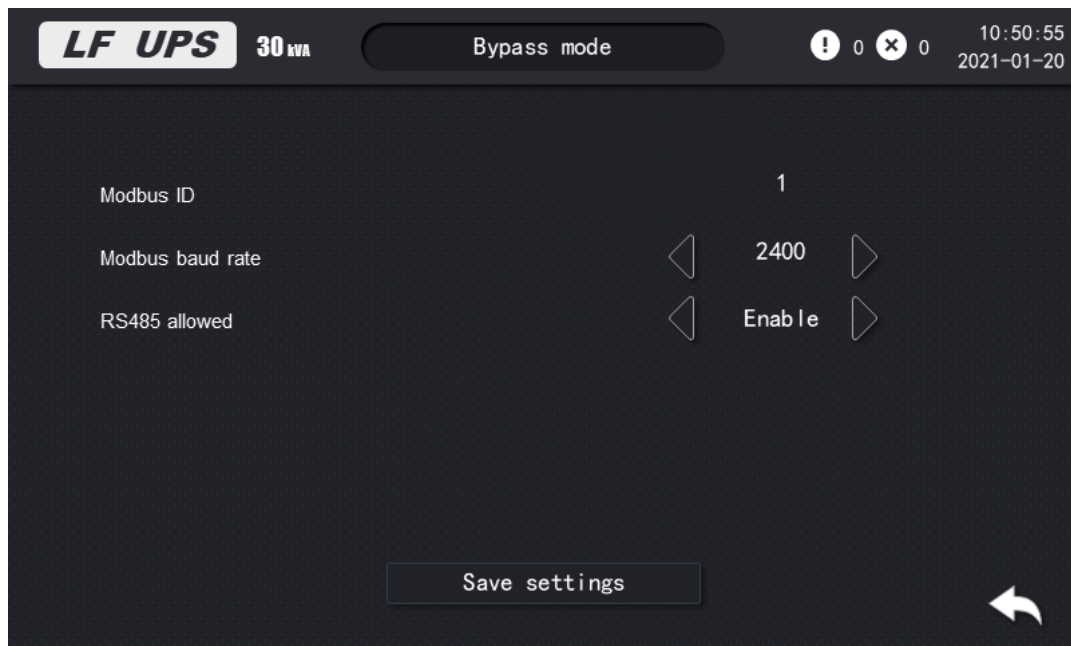 LF UPS 30 kVA Bypass mode ! 0 × 0 10:50:55
2021-01-20
Modbus ID 1
Modbus baud rate 2400
RS485 allowed Enable
Save settings